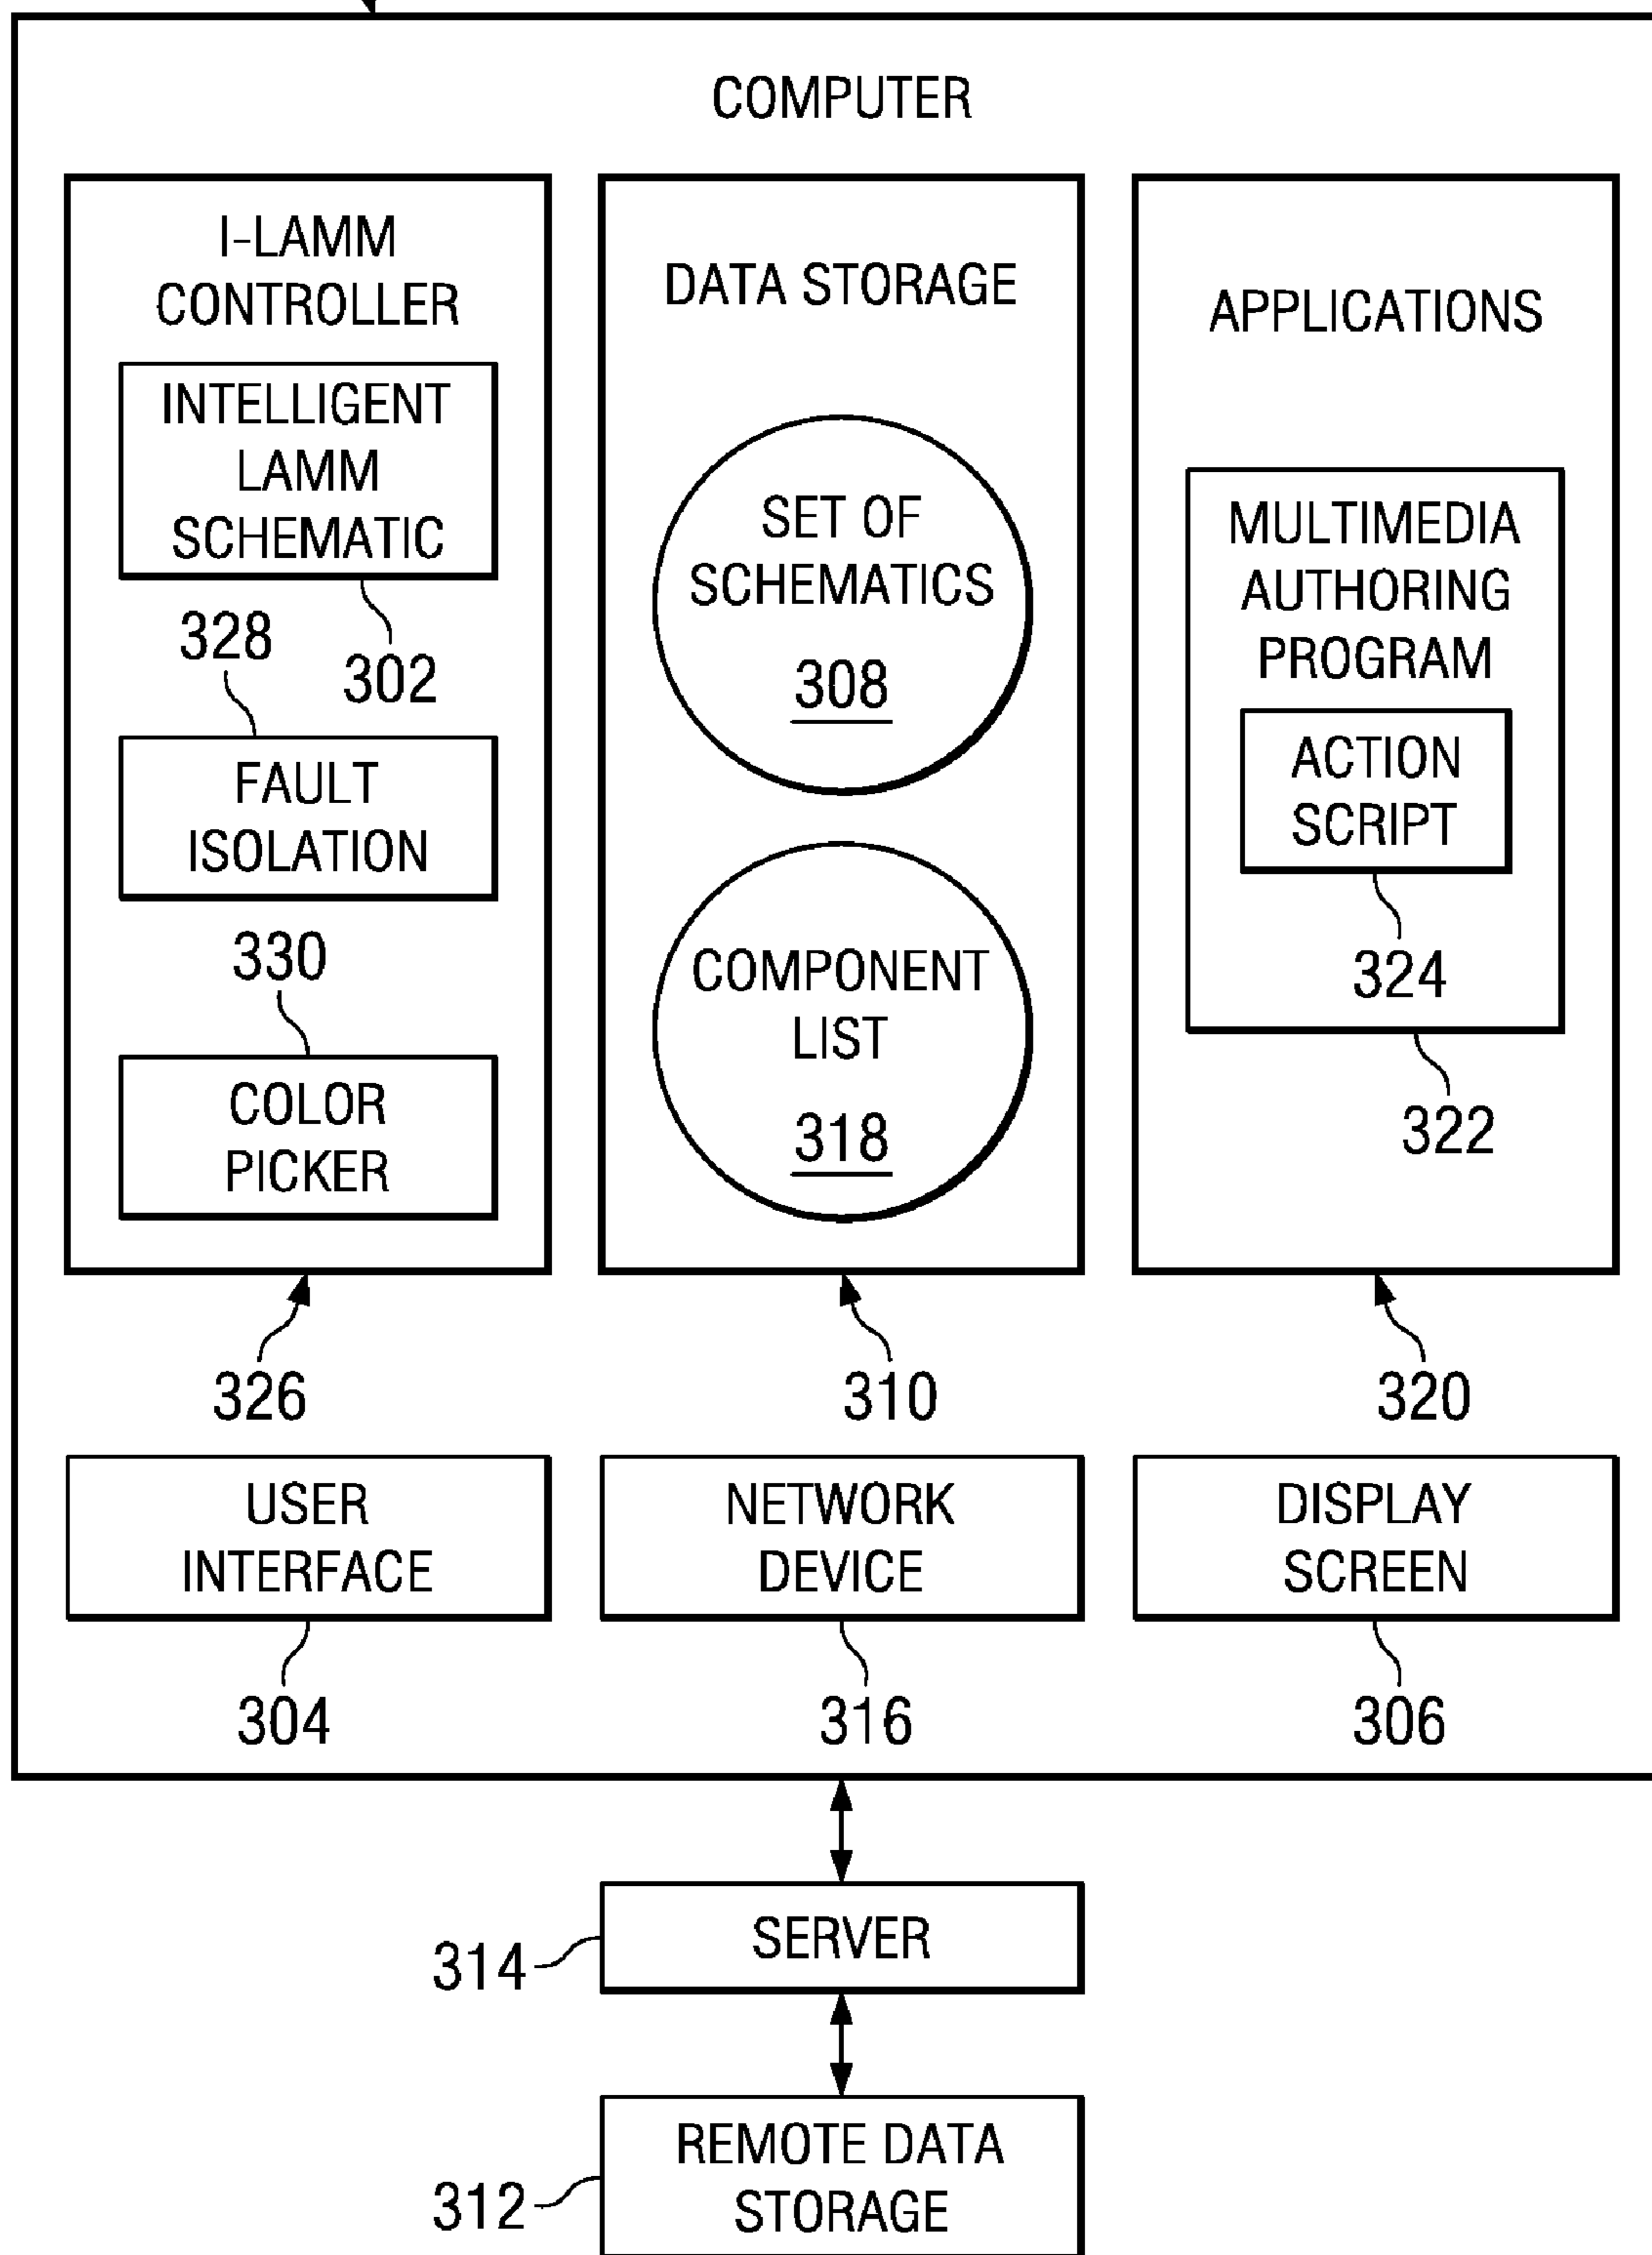 COMPUTER
I-LAMM
CONTROLLER
INTELLIGENT
LAMM
SCHEMATIC
302
328
FAULT
ISOLATION
330
COLOR
PICKER
326
DATA STORAGE
SET OF
SCHEMATICS
308
COMPONENT
LIST
318
310
APPLICATIONS
MULTIMEDIA
AUTHORING
PROGRAM
ACTION
SCRIPT
324
322
320
USER
INTERFACE
304
NETWORK
DEVICE
316
DISPLAY
SCREEN
306
SERVER
314
REMOTE DATA
STORAGE
312